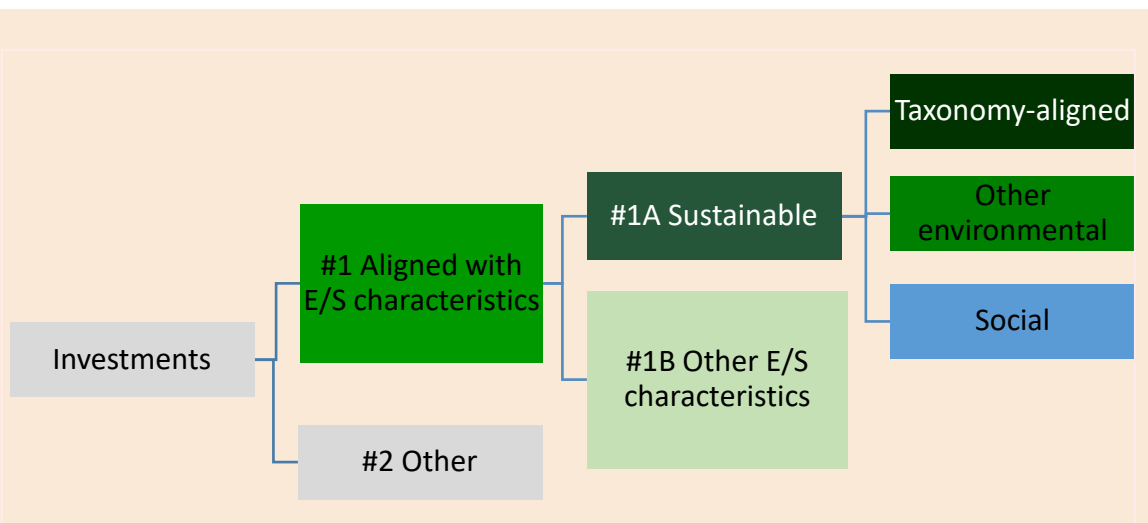 Investments
#1 Aligned with
E/S characteristics
#2 Other
#1A Sustainable
#1B Other E/S
characteristics
Taxonomy-aligned
Other
environmental
Social